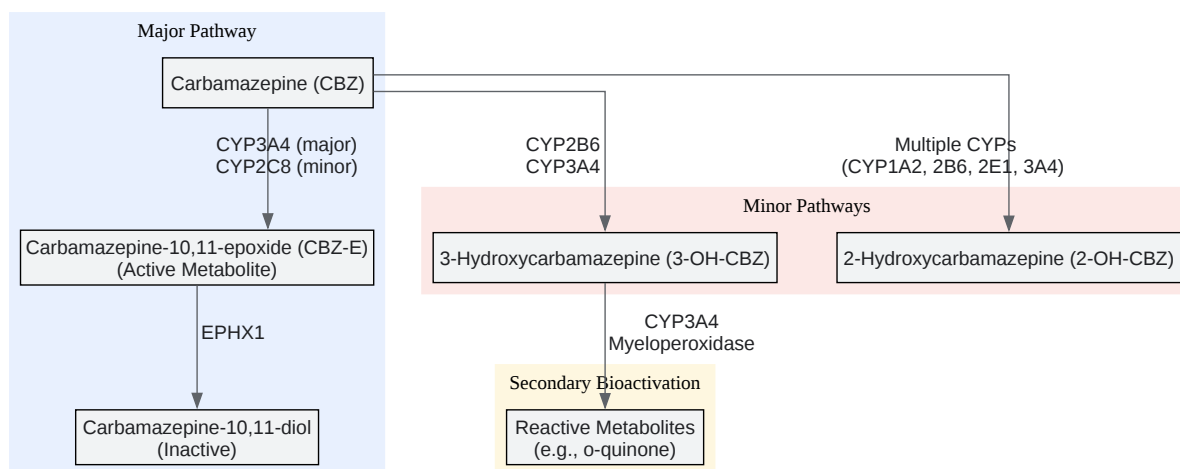 Major Pathway
Carbamazepine (CBZ)
CYP3A4 (major)
CYP2C8 (minor)
CYP2B6
CYP3A4
Multiple CYPs
(CYP1A2, 2B6, 2E1, 3A4)
Minor Pathways
Carbamazepine-10,11-epoxide (CBZ-E)
(Active Metabolite)
3-Hydroxycarbamazepine (3-OH-CBZ)
2-Hydroxycarbamazepine (2-OH-CBZ)
EPHX1
CYP3A4
Myeloperoxidase
Secondary Bioactivation
Carbamazepine-10,11-diol
(Inactive)
Reactive Metabolites
(e.g., o-quinone)